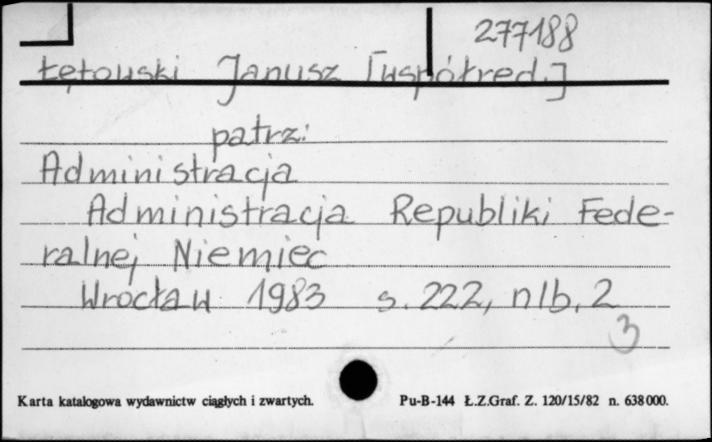 277188
Łętowski Janusz [współred.]
patrz:
Administracja
Administracja Republiki Fede-
ralnej Niemiec
Wrocław 1983 s. 222, nlb. 2
3
Karta katalogowa wydawnictw ciągłych i zwartych. Pu-B-144 Ł.Z.Graf. Z. 120/15/82 n. 638000.